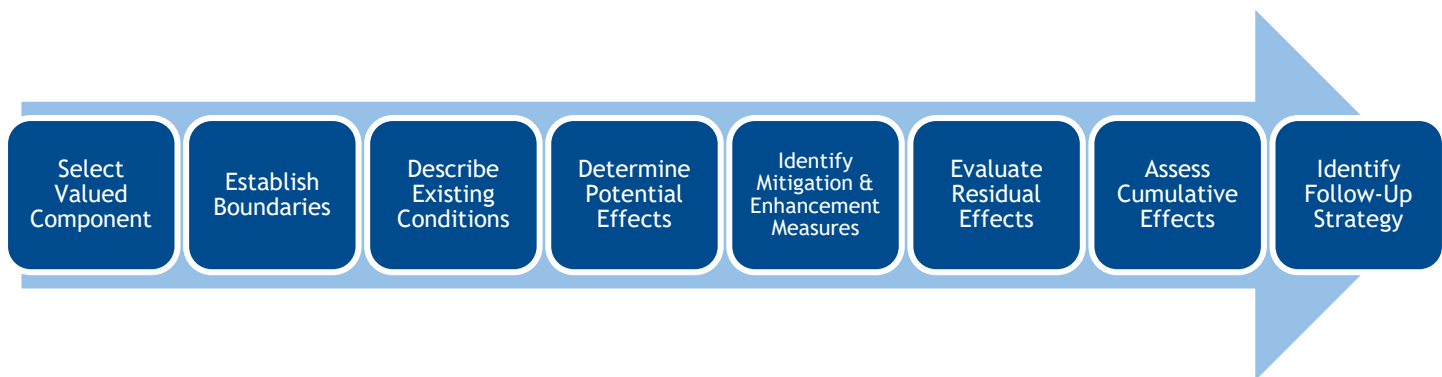 Select
Valued
Component
Establish
Boundaries
Describe
Existing
Conditions
Determine
Potential
Effects
Identify
Mitigation &
Enhancement
Measures
Evaluate
Residual
Effects
Assess
Cumulative
Effects
Identify
Follow-Up
Strategy